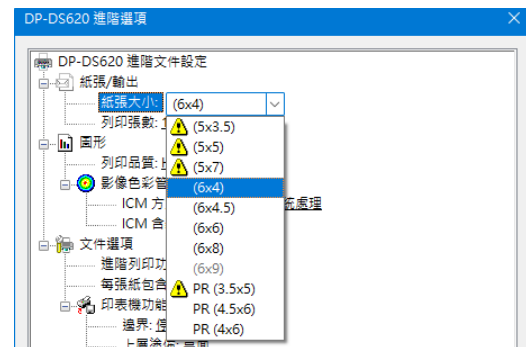 DP-DS620 進階選項
DP-DS620 進階文件設定
紙張/輸出
紙張大小: (6x4)
列印張數:
(5x3.5)
圖形
(5x5)
列印品質:
(5x7)
影像色彩管
(6x4)
ICM 方
(6x4.5)
紙處理
ICM 含
(6x6)
文件選項
(6x8)
進階列印功
(6x9)
每張紙包含
PR (3.5x5)
印表機功能
PR (4.5x6)
邊界:
PR (4x6)